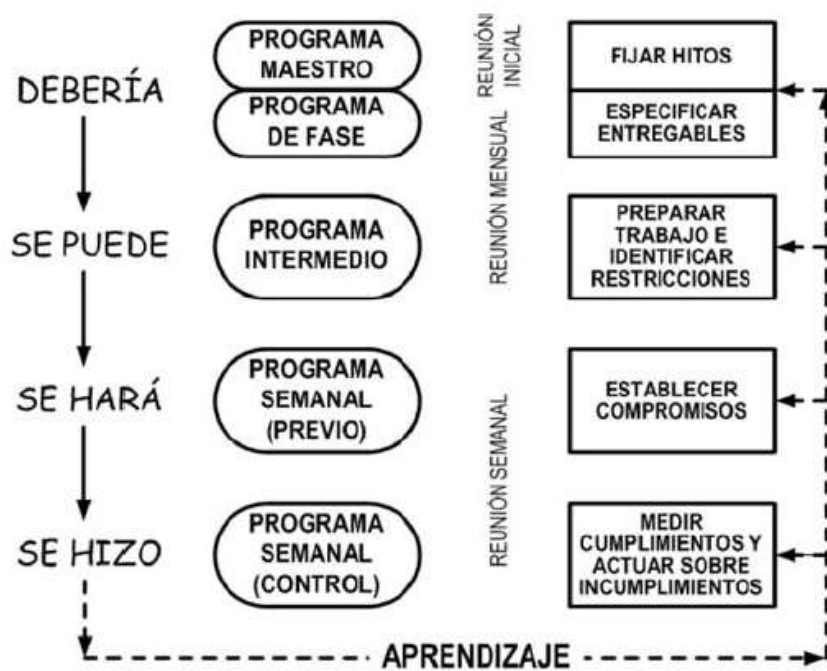 DEBERÍA
PROGRAMA
MAESTRO
PROGRAMA
DE FASE
REUNIÓN
INICIAL
FIJAR HITOS
ESPECIFICAR
ENTREGABLES
SE PUEDE
PROGRAMA
INTERMEDIO
REUNIÓN MENSUAL
PREPARAR
TRABAJO E
IDENTIFICAR
RESTRICCIONES
SE HARÁ
PROGRAMA
SEMANAL
(PREVIO)
REUNIÓN SEMANAL
ESTABLECER
COMPROMISOS
SE HIZO
PROGRAMA
SEMANAL
(CONTROL)
MEDIR
CUMPLIMIENTOS Y
ACTUAR SOBRE
INCUMPLIMIENTOS
APRENDIZAJE